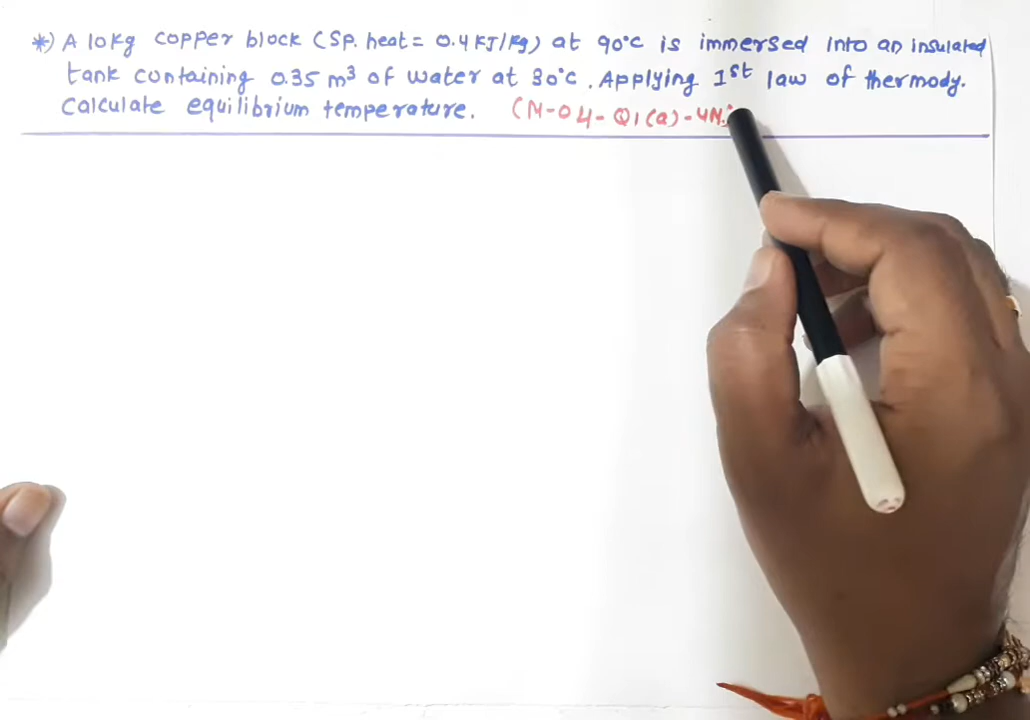 *) A 10kg copper block (SP. heat = 0.4 KJ/kg) at 90°c is immersed into an insulated
tank containing 0.35 m³ of water at 30°c. Applying 1st law of thermody.
Calculate equilibrium temperature. (N-04-Q1(a)-4M.)